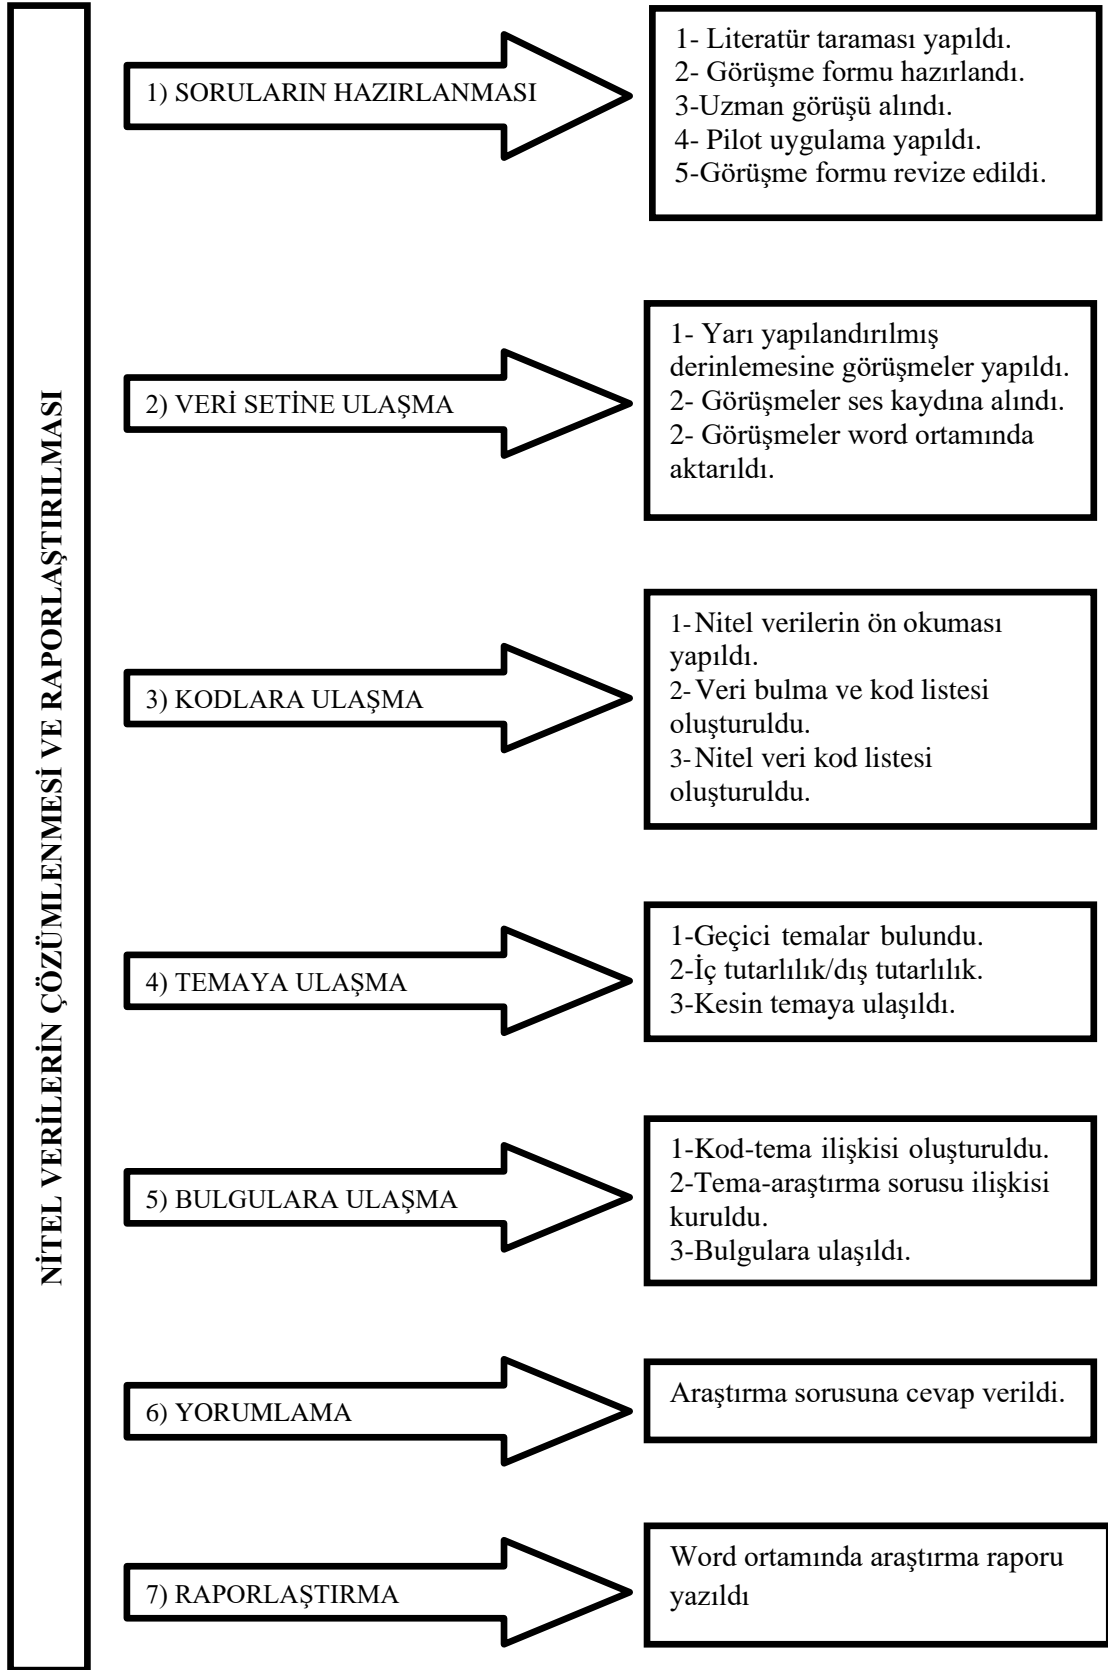 NİTEL VERİLERİN ÇÖZÜMLENMESİ VE RAPORLAŞTIRILMASI
1) SORULARIN HAZIRLANMASI
1- Literatür taraması yapıldı.
2- Görüşme formu hazırlandı.
3-Uzman görüşü alındı.
4- Pilot uygulama yapıldı.
5-Görüşme formu revize edildi.
2) VERİ SETİNE ULAŞMA
1- Yarı yapılandırılmış
derinlemesine görüşmeler yapıldı.
2- Görüşmeler ses kaydına alındı.
2- Görüşmeler word ortamında
aktarıldı.
3) KODLARA ULAŞMA
1-Nitel verilerin ön okuması
yapıldı.
2-Veri bulma ve kod listesi
oluşturuldu.
3-Nitel veri kod listesi
oluşturuldu.
4) TEMAYA ULAŞMA
1-Geçici temalar bulundu.
2-İç tutarlılık/dış tutarlılık.
3-Kesin temaya ulaşıldı.
5) BULGULARA ULAŞMA
1-Kod-tema ilişkisi oluşturuldu.
2-Tema-araştırma sorusu ilişkisi
kuruldu.
3-Bulgulara ulaşıldı.
6) YORUMLAMA
Araştırma sorusuna cevap verildi.
7) RAPORLAŞTIRMA
Word ortamında araştırma raporu
yazıldı